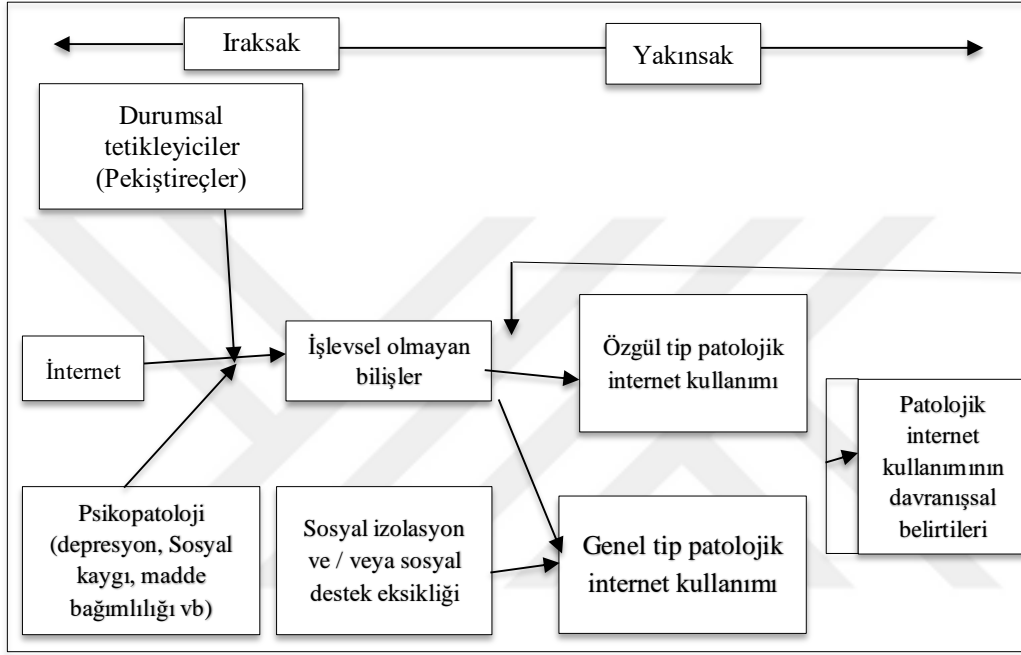 Iraksak
Yakınsak
Durumsal
tetikleyiciler
(Pekiştireçler)
İnternet
İşlevsel olmayan
bilişler
Özgül tip patolojik
internet kullanımı
Patolojik
internet
kullanımının
davranışsal
belirtileri
Psikopatoloji
(depresyon, Sosyal
kaygı, madde
bağımlılığı vb)
Sosyal izolasyon
ve / veya sosyal
destek eksikliği
Genel tip patolojik
internet kullanımı